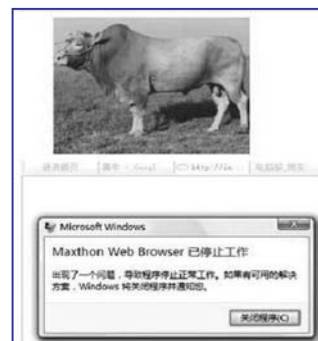 Microsoft Windows
Maxthon Web Browser 已停止工作
出现了一个问题，导致程序停止正常工作。如果有可用的解决
方案，Windows 将关闭程序并通知您。
关闭程序(C)